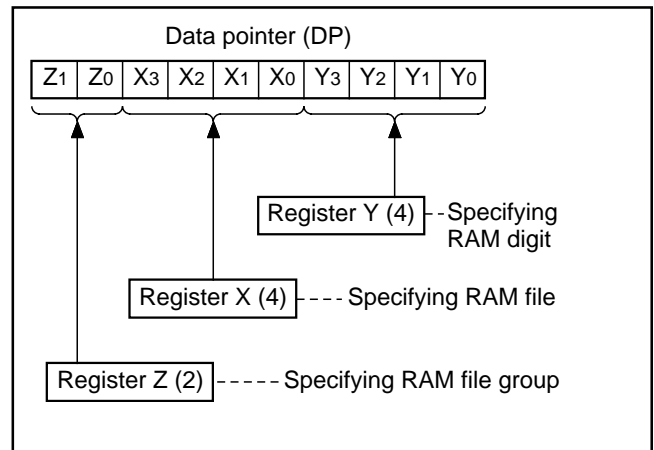 Data pointer (DP)
Z1 Z0 X3 X2 X1 X0 Y3 Y2 Y1 Y0
Register Y (4) Specifying
RAM digit
Register X (4) Specifying RAM file
Register Z (2) Specifying RAM file group